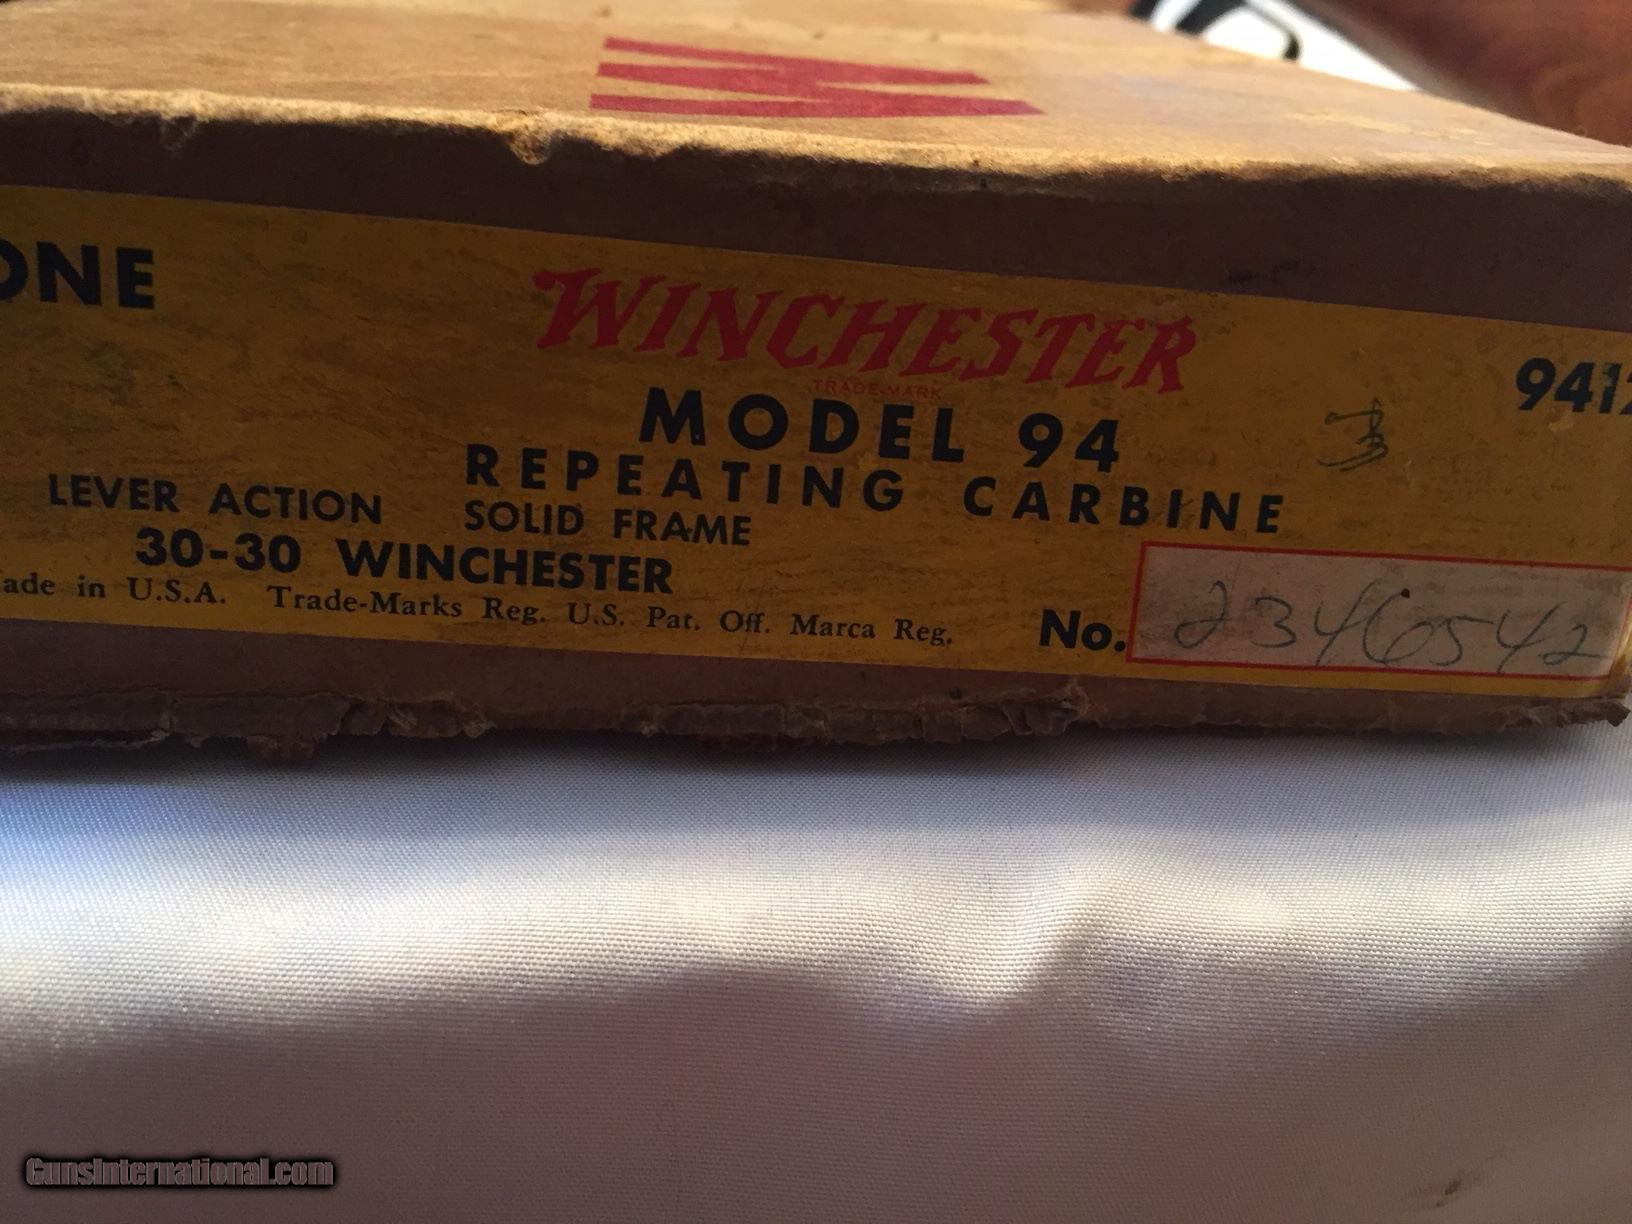 W
ONE
WINCHESTER
TRADE-MARK
MODEL 94
REPEATING CARBINE
LEVER ACTION SOLID FRAME
30-30 WINCHESTER
ade in U.S.A. Trade-Marks Reg. U.S. Pat. Off. Marca Reg.
9412
No. 2346542
GunsInternational.com